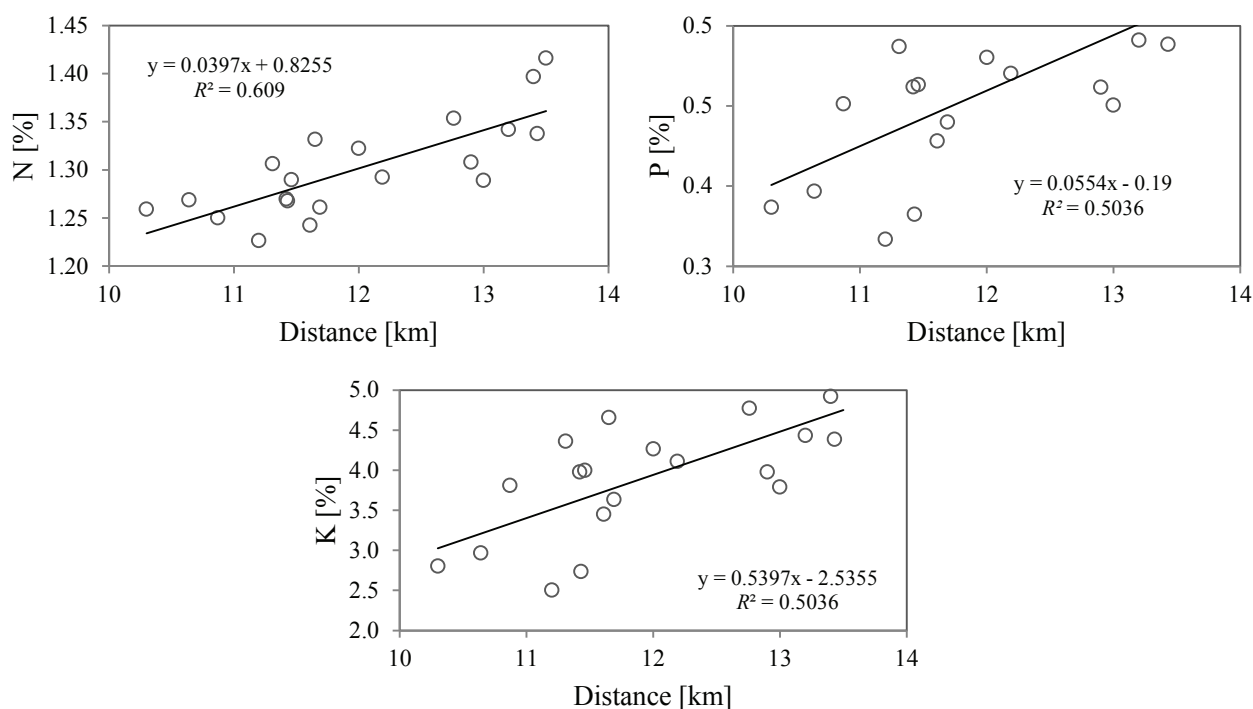 1.45
1.40
1.35
1.30
1.25
1.20
N [%]
y = 0.0397x + 0.8255
R² = 0.609
10 11 12 13 14
Distance [km]
0.5
0.5
0.4
0.3
P [%]
y = 0.0554x - 0.19
R² = 0.5036
10 11 12 13 14
Distance [km]
5.0
4.5
4.0
3.5
3.0
2.5
2.0
K [%]
y = 0.5397x - 2.5355
R² = 0.5036
10 11 12 13 14
Distance [km]